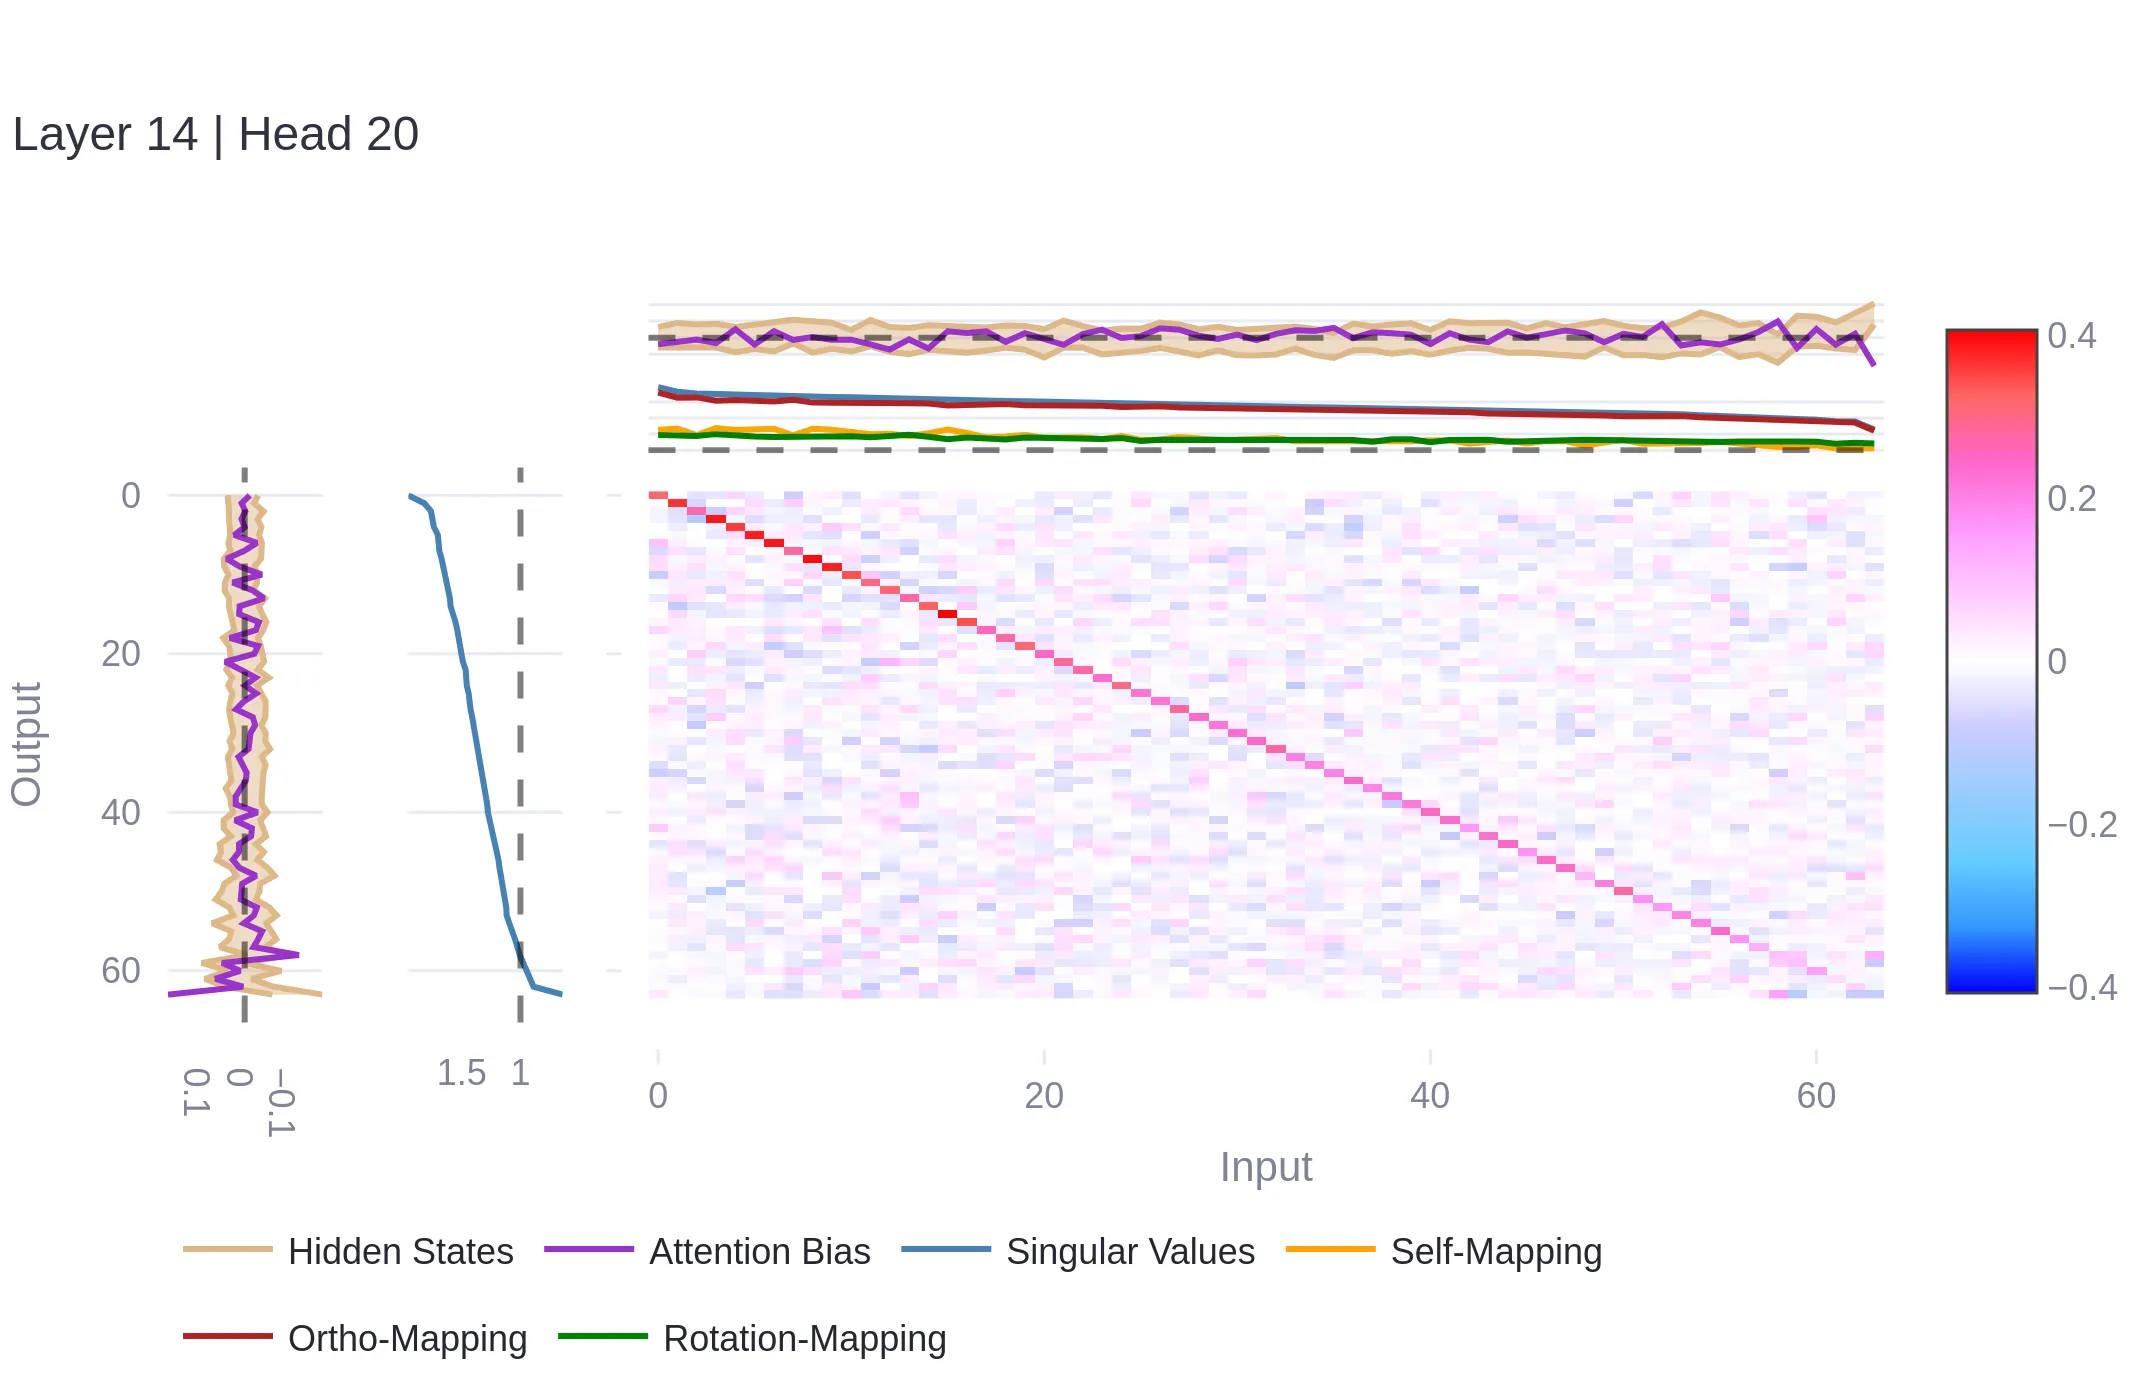 Layer 14 | Head 20
0
20
40
60
Output
0.1
0
−0.1
1.5
1
0
20
40
60
Input
0.4
0.2
0
−0.2
−0.4
Hidden States
Attention Bias
Singular Values
Self-Mapping
Ortho-Mapping
Rotation-Mapping